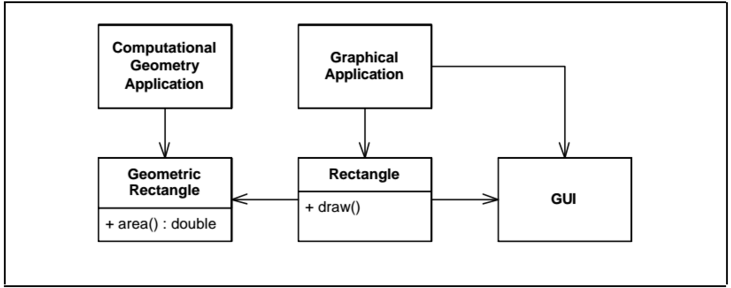 Computational
Geometry
Application
Graphical
Application
Geometric
Rectangle
+ area() : double
Rectangle
+ draw()
GUI